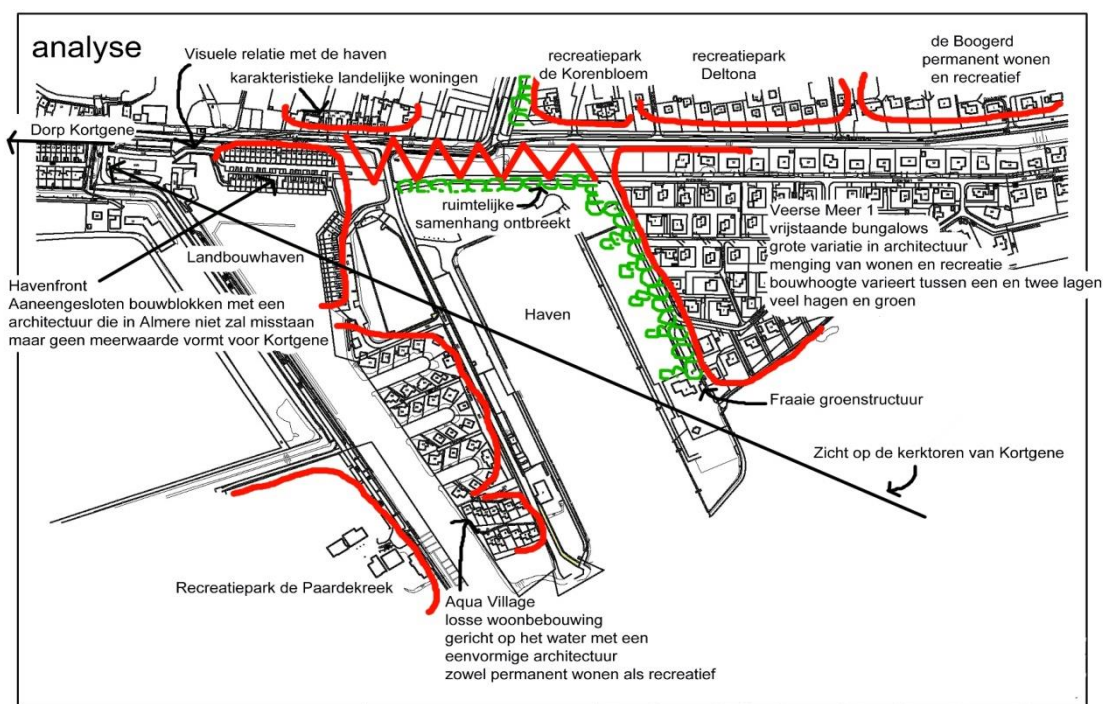 analyse
Visuele relatie met de haven
karakteristieke landelijke woningen
recreatiepark
de Korenbloem
recreatiepark
Deltona
de Boogerd
permanent wonen
en recreatief
Dorp Kortgene
ruimtelijke
samenhang ontbreekt
Veerse Meer 1
vrijstaande bungalows
grote variatie in architectuur
menging van wonen en recreatie
bouwhoogte varieert tussen een en twee lagen
veel hagen en groen
Landbouwhaven
Havenfront
Aaneengesloten bouwblokken met een
architectuur die in Almere niet zal misstaan
maar geen meerwaarde vormt voor Kortgene
Haven
Fraaie groenstructuur
Zicht op de kerktoren van Kortgene
Recreatiepark de Paardekreek
Aqua Village
losse woonbebouwing
gericht op het water met een
eenvormige architectuur
zowel permanent wonen als recreatief